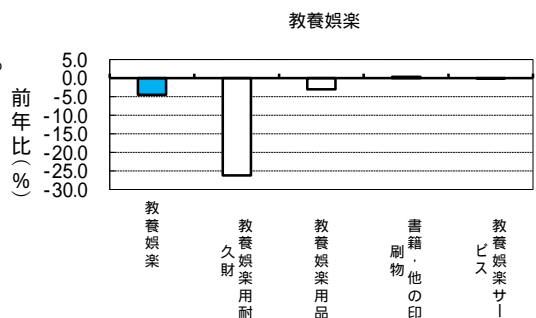 教養娯楽
前年比(%)
5.0
0.0
-5.0
-10.0
-15.0
-20.0
-25.0
-30.0
教養娯楽
教養娯楽用耐
久財
教養娯楽用品
書籍・他の印
刷物
教養娯楽サー
ビス